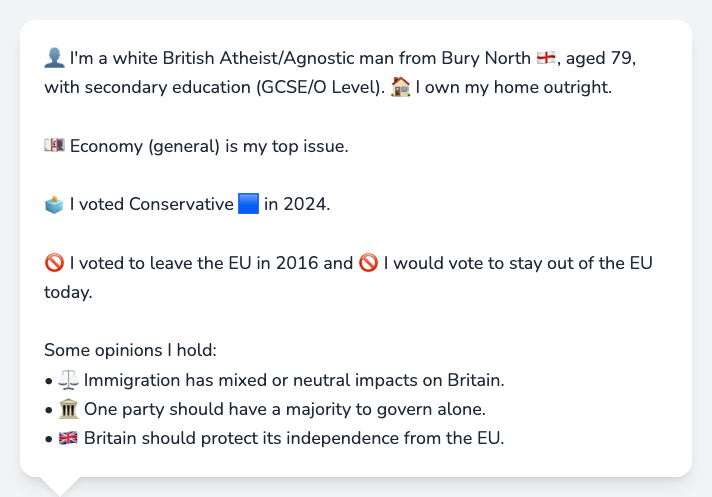 👤 I'm a white British Atheist/Agnostic man from Bury North 🏴󠁧󠁢󠁥󠁮󠁧󠁿, aged 79,
with secondary education (GCSE/O Level). 🏠 I own my home outright.
💷 Economy (general) is my top issue.
🗳️ I voted Conservative 🟦 in 2024.
🚫 I voted to leave the EU in 2016 and 🚫 I would vote to stay out of the EU
today.
Some opinions I hold:
• ⚖️ Immigration has mixed or neutral impacts on Britain.
• 🏛️ One party should have a majority to govern alone.
• 🇬🇧 Britain should protect its independence from the EU.